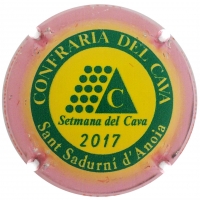 CONFRARIA DEL CAVA
C
Setmana del Cava
2017
Sant Sadurní d'Anoia